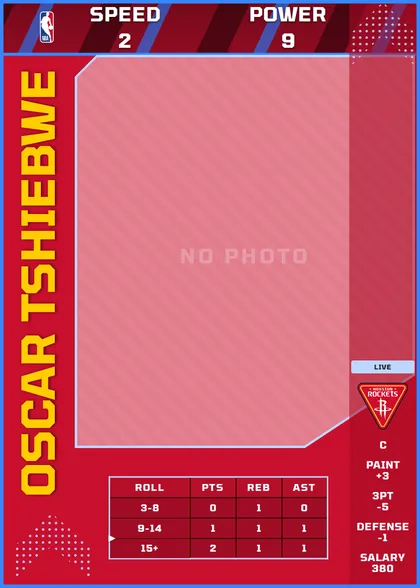 SPEED
2
POWER
9
OSCAR TSHIEBWE
NO PHOTO
LIVE
HOUSTON
ROCKETS
C
PAINT
+3
3PT
-5
DEFENSE
-1
SALARY
380
ROLL PTS REB AST
3-8 0 1 0
9-14 1 1 1
15+ 2 1 1